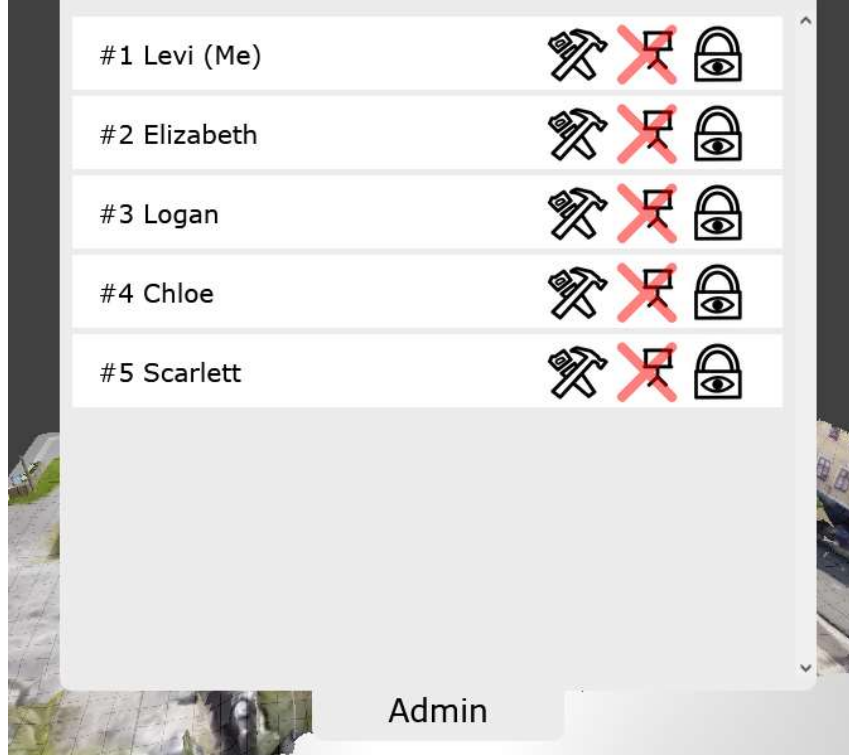 #1 Levi (Me)
#2 Elizabeth
#3 Logan
#4 Chloe
#5 Scarlett
Admin